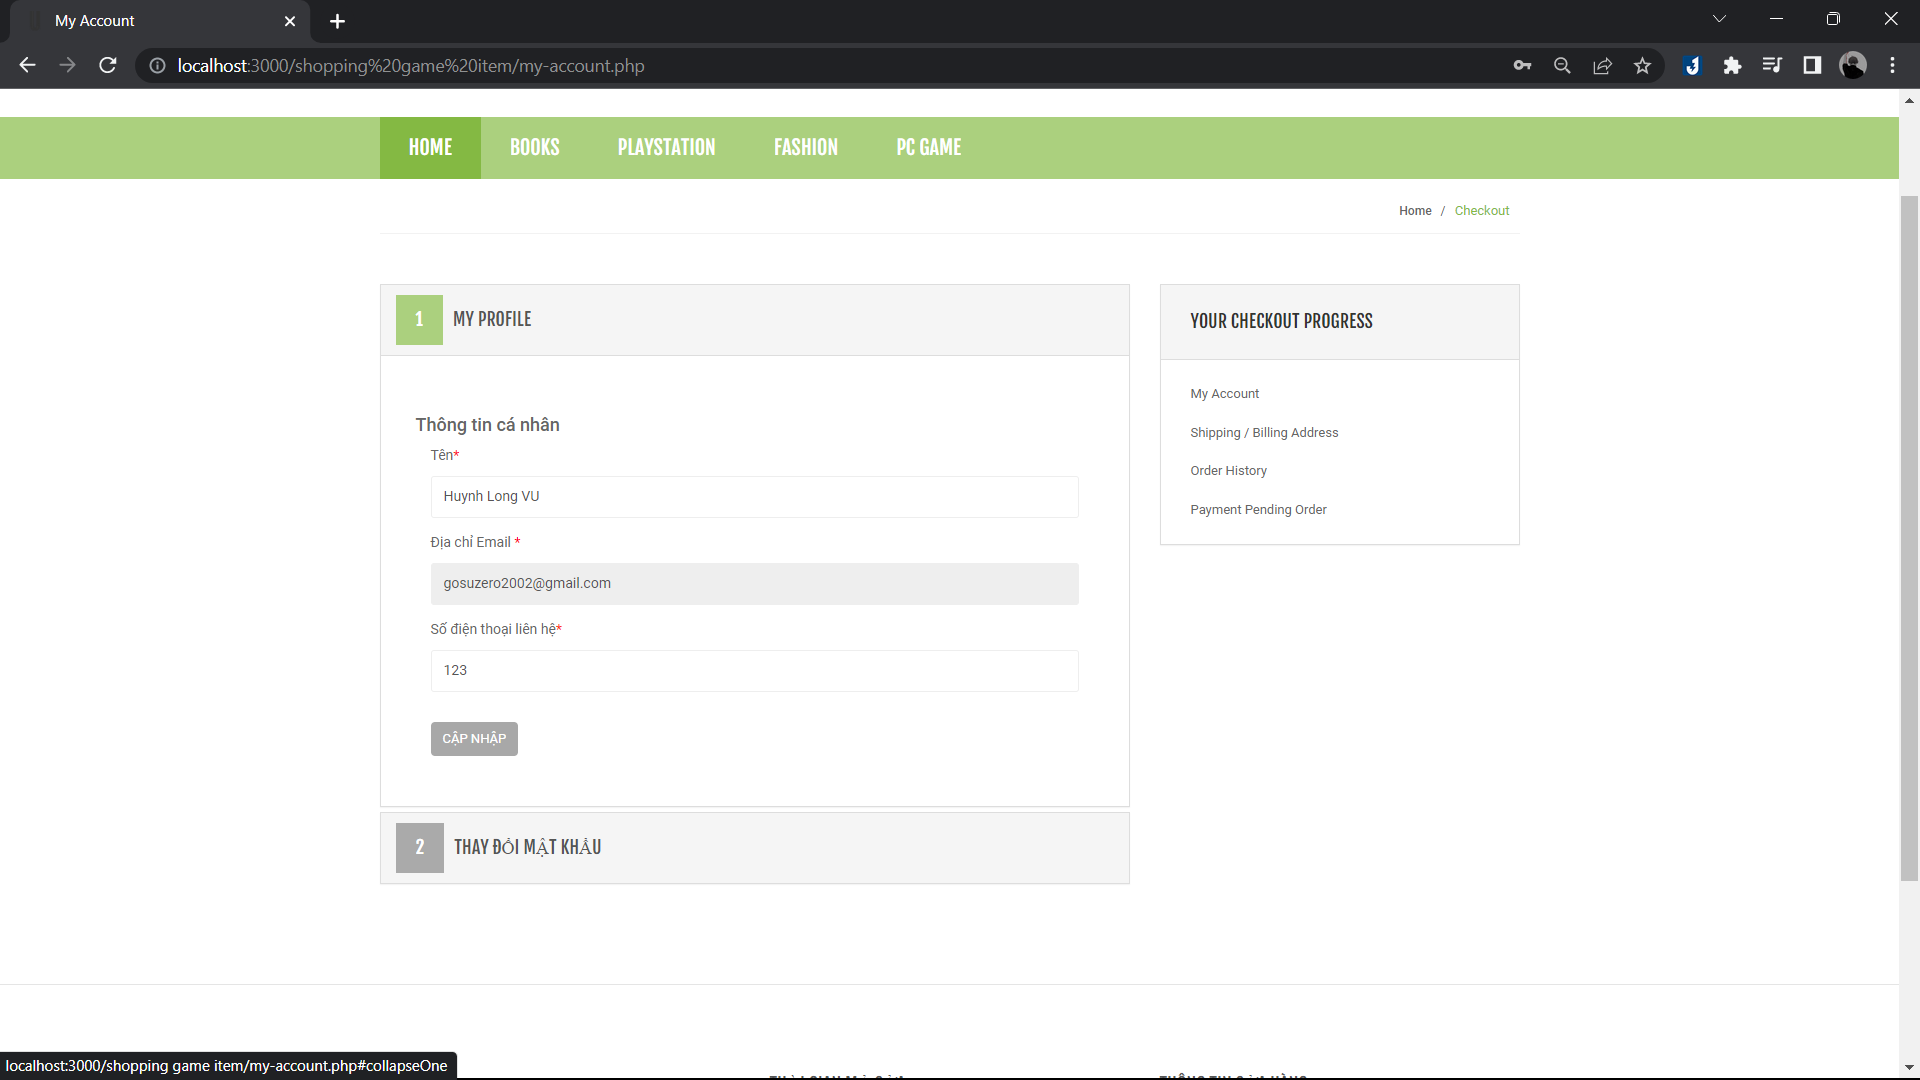 My Account
localhost:3000/shopping%20game%20item/my-account.php
HOME BOOKS PLAYSTATION FASHION PC GAME
Home / Checkout
1 MY PROFILE
Thông tin cá nhân
Tên*
Huynh Long VU
Địa chỉ Email *
gosuzero2002@gmail.com
Số điện thoại liên hệ*
123
CẬP NHẬP
2 THAY ĐỔI MẬT KHẨU
YOUR CHECKOUT PROGRESS
My Account
Shipping / Billing Address
Order History
Payment Pending Order
localhost:3000/shopping game item/my-account.php#collapseOne